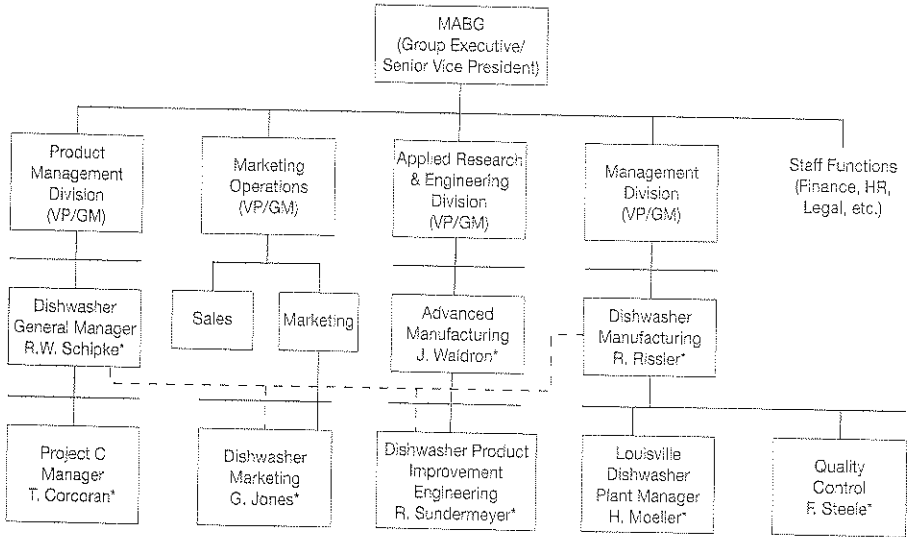 MABG
(Group Executive/
Senior Vice President)
Product
Management
Division
(VP/GM)
Marketing
Operations
(VP/GM)
Applied Research
& Engineering
Division
(VP/GM)
Management
Division
(VP/GM)
Staff Functions
(Finance, HR,
Legal, etc.)
Dishwasher
General Manager
R.W. Schipke*
Sales
Marketing
Advanced
Manufacturing
J. Waldron*
Dishwasher
Manufacturing
R. Rissler*
Project C
Manager
T. Corcoran*
Dishwasher
Marketing
G. Jones*
Dishwasher Product
Improvement
Engineering
R. Sundermeyer*
Louisville
Dishwasher
Plant Manager
H. Moeller*
Quality
Control
F. Steele*